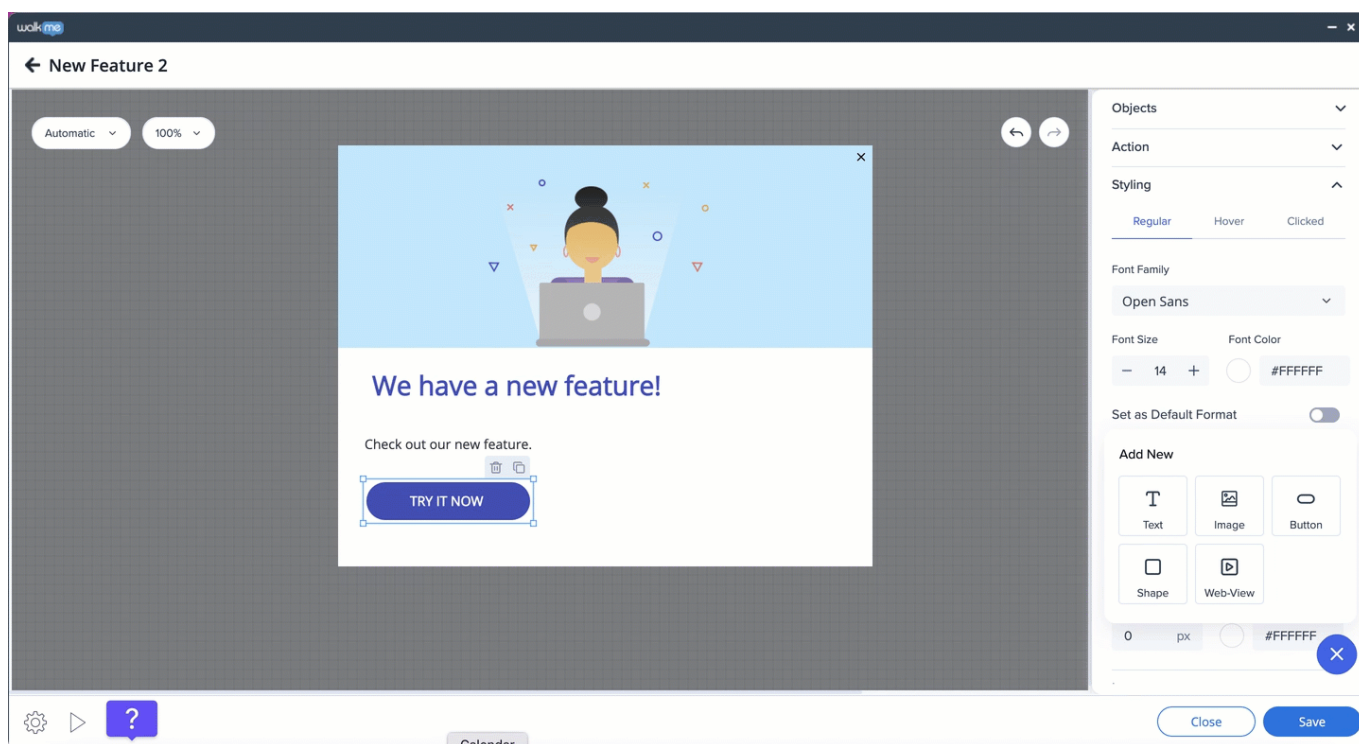 walkme
New Feature 2
Automatic
100%
We have a new feature!
Check out our new feature.
TRY IT NOW
Objects
Action
Styling
Regular Hover Clicked
Font Family
Open Sans
Font Size Font Color
14 #FFFFFF
Set as Default Format
Add New
Text Image Button
Shape Web-View
0 px #FFFFFF
?
Close Save